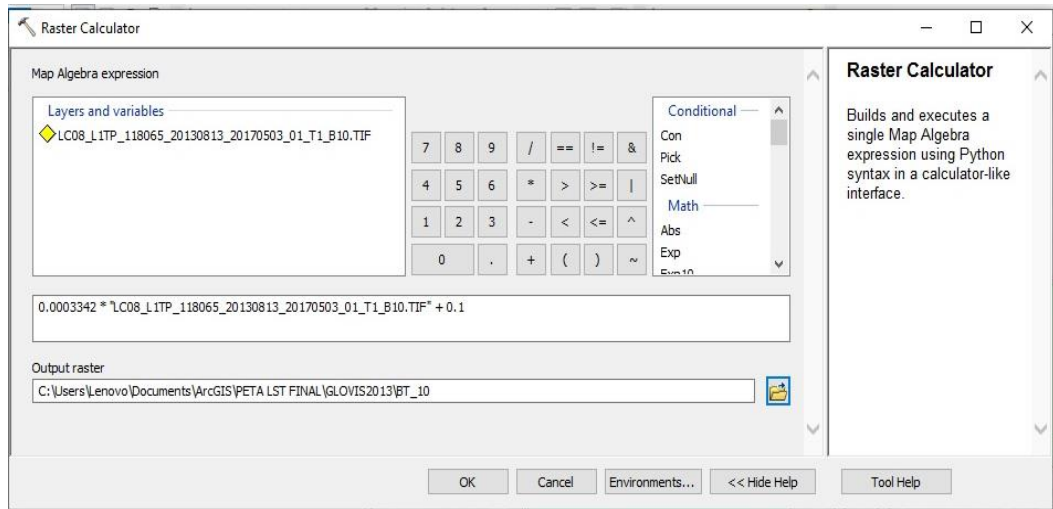 Raster Calculator
Map Algebra expression
Layers and variables
LC08_L1TP_118065_20130813_20170503_01_T1_B10.TIF
7 8 9 / == != &
4 5 6 * > >= |
1 2 3 - < <= ^
0 . + ( ) ~
Conditional
Con
Pick
SetNull
Math
Abs
Exp
Exp10
0.0003342 * "LC08_L1TP_118065_20130813_20170503_01_T1_B10.TIF" + 0.1
Output raster
C:\Users\Lenovo\Documents\ArcGIS\PETA LST FINAL\GLOVIS2013\BT_10
OK Cancel Environments... << Hide Help Tool Help
Raster Calculator
Builds and executes a
single Map Algebra
expression using Python
syntax in a calculator-like
interface.